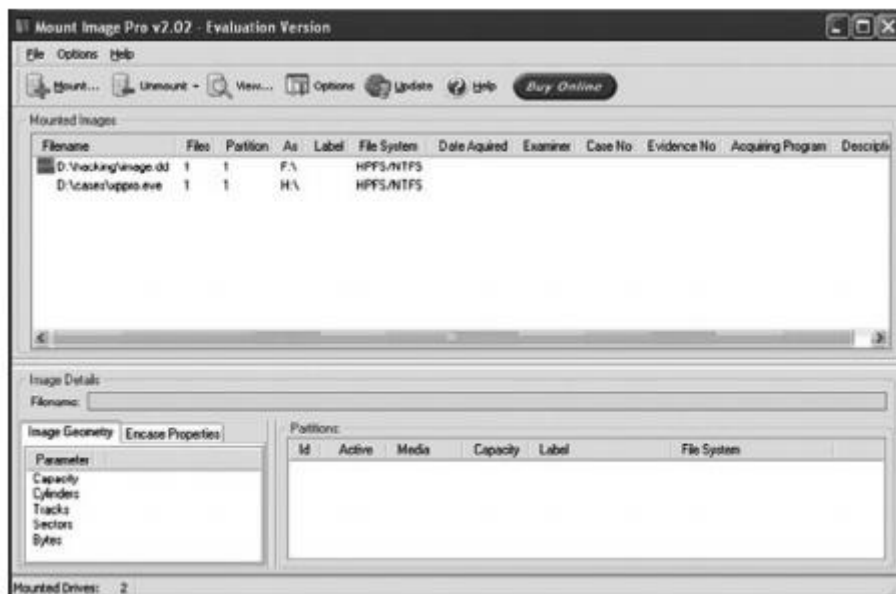 Mount Image Pro v2.02 - Evaluation Version
File Options Help
Mount... Unmount View... Options Update Help Buy Online
Mounted Images
Filename Files Partition As Label File System Date Aquired Examiner Case No Evidence No Acquiring Program Descripti
D:\hacking\image.dd 1 1 F:\ HPFS/NTFS
D:\cases\xppro.eve 1 1 H:\ HPFS/NTFS
Image Details
Filename:
Image Geometry Encase Properties
Partitions:
Parameter
Id Active Media Capacity Label File System
Capacity
Cylinders
Tracks
Sectors
Bytes
Mounted Drives: 2